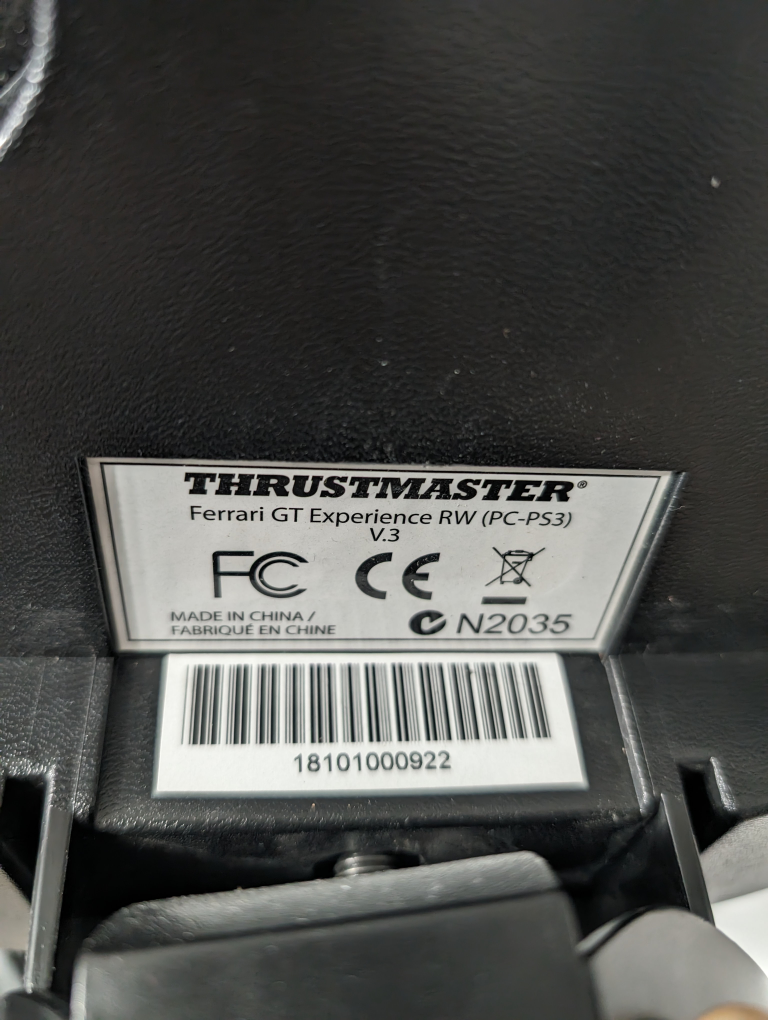 THRUSTMASTER®
Ferrari GT Experience RW (PC-PS3)
V.3
FC CE
MADE IN CHINA /
FABRIQUÉ EN CHINE
N2035
18101000922